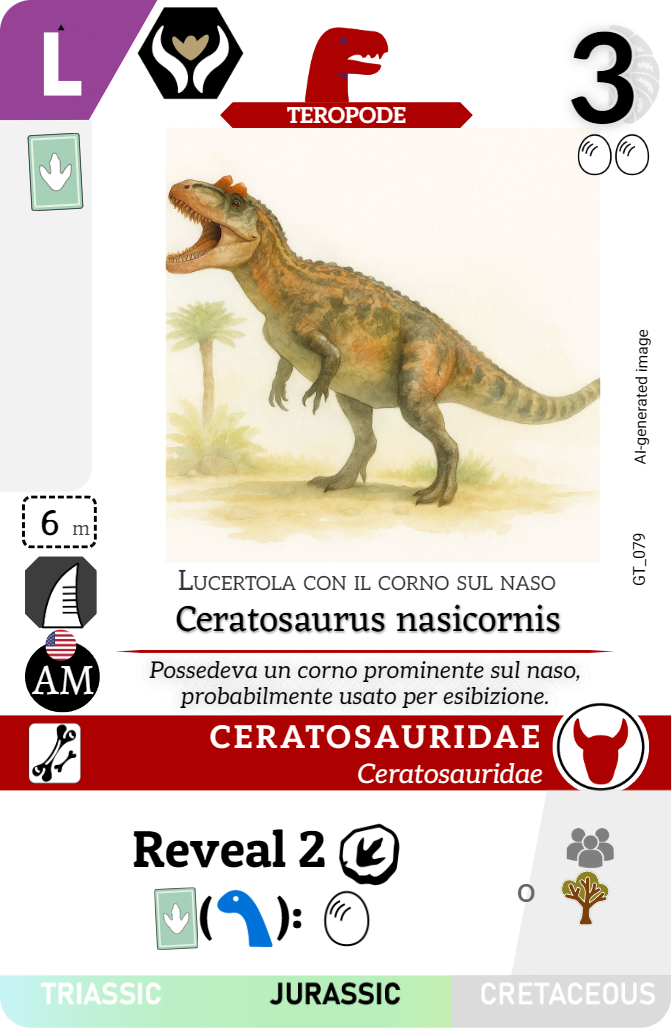 L
3
TEROPODE
AI-generated image
GT_079
6 m
AM
LUCERTOLA CON IL CORNO SUL NASO
Ceratosaurus nasicornis
Possedeva un corno prominente sul naso,
probabilmente usato per esibizione.
CERATOSAURIDAE
Ceratosauridae
Reveal 2
( ):
o
TRIASSIC JURASSIC CRETACEOUS